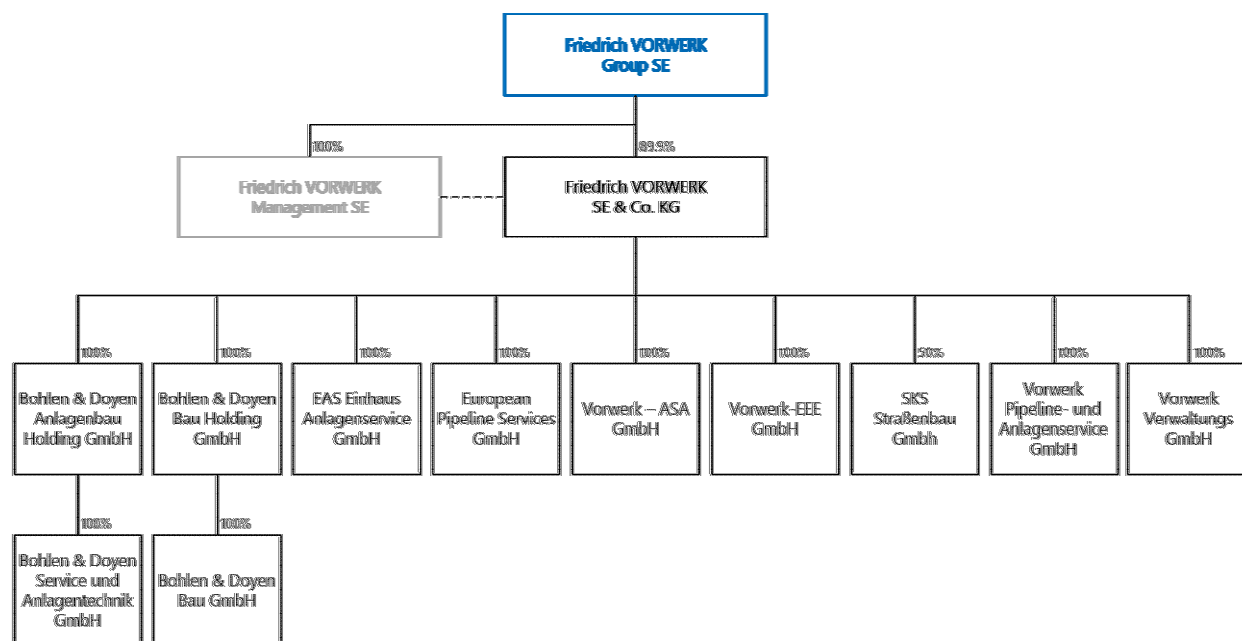 Friedrich VORWERK
Group SE
100%
89.9%
Friedrich VORWERK
Management SE
Friedrich VORWERK
SE & Co. KG
100%
100%
100%
100%
100%
100%
50%
100%
100%
Bohlen & Doyen
Anlagenbau
Holding GmbH
Bohlen & Doyen
Bau Holding
GmbH
EAS Einhaus
Anlagenservice
GmbH
European
Pipeline Services
GmbH
Vorwerk – ASA
GmbH
Vorwerk-EEE
GmbH
SKS
Straßenbau
Gmbh
Vorwerk
Pipeline- und
Anlagenservice
GmbH
Vorwerk
Verwaltungs
GmbH
100%
100%
Bohlen & Doyen
Service und
Anlagentechnik
GmbH
Bohlen & Doyen
Bau GmbH